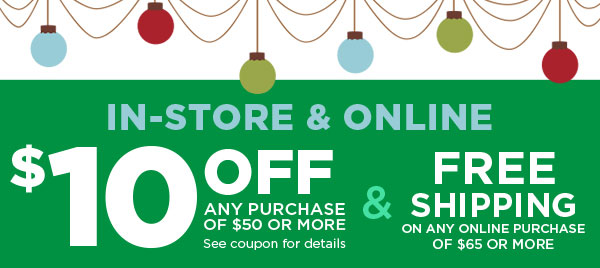 IN-STORE & ONLINE
$10 OFF
ANY PURCHASE
OF $50 OR MORE
See coupon for details
&
FREE
SHIPPING
ON ANY ONLINE PURCHASE
OF $65 OR MORE